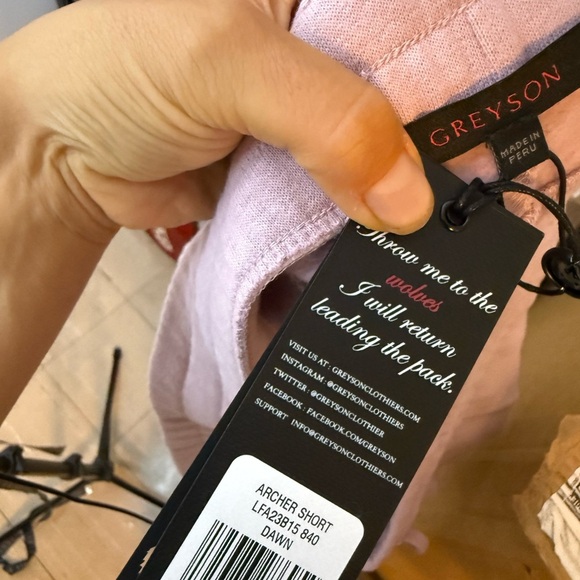 GREYSON
MADE IN
PERU
Throw me to the
wolves
I will return
leading the pack.
VISIT US AT : GREYSONCLOTHIERS.COM
INSTAGRAM : @GREYSONCLOTHIERS
TWITTER : @GREYSONCLOTHIER
FACEBOOK : FACEBOOK.COM/GREYSON
SUPPORT INFO@GREYSONCLOTHIERS.COM
ARCHER SHORT
LFA23B15 840
DAWN